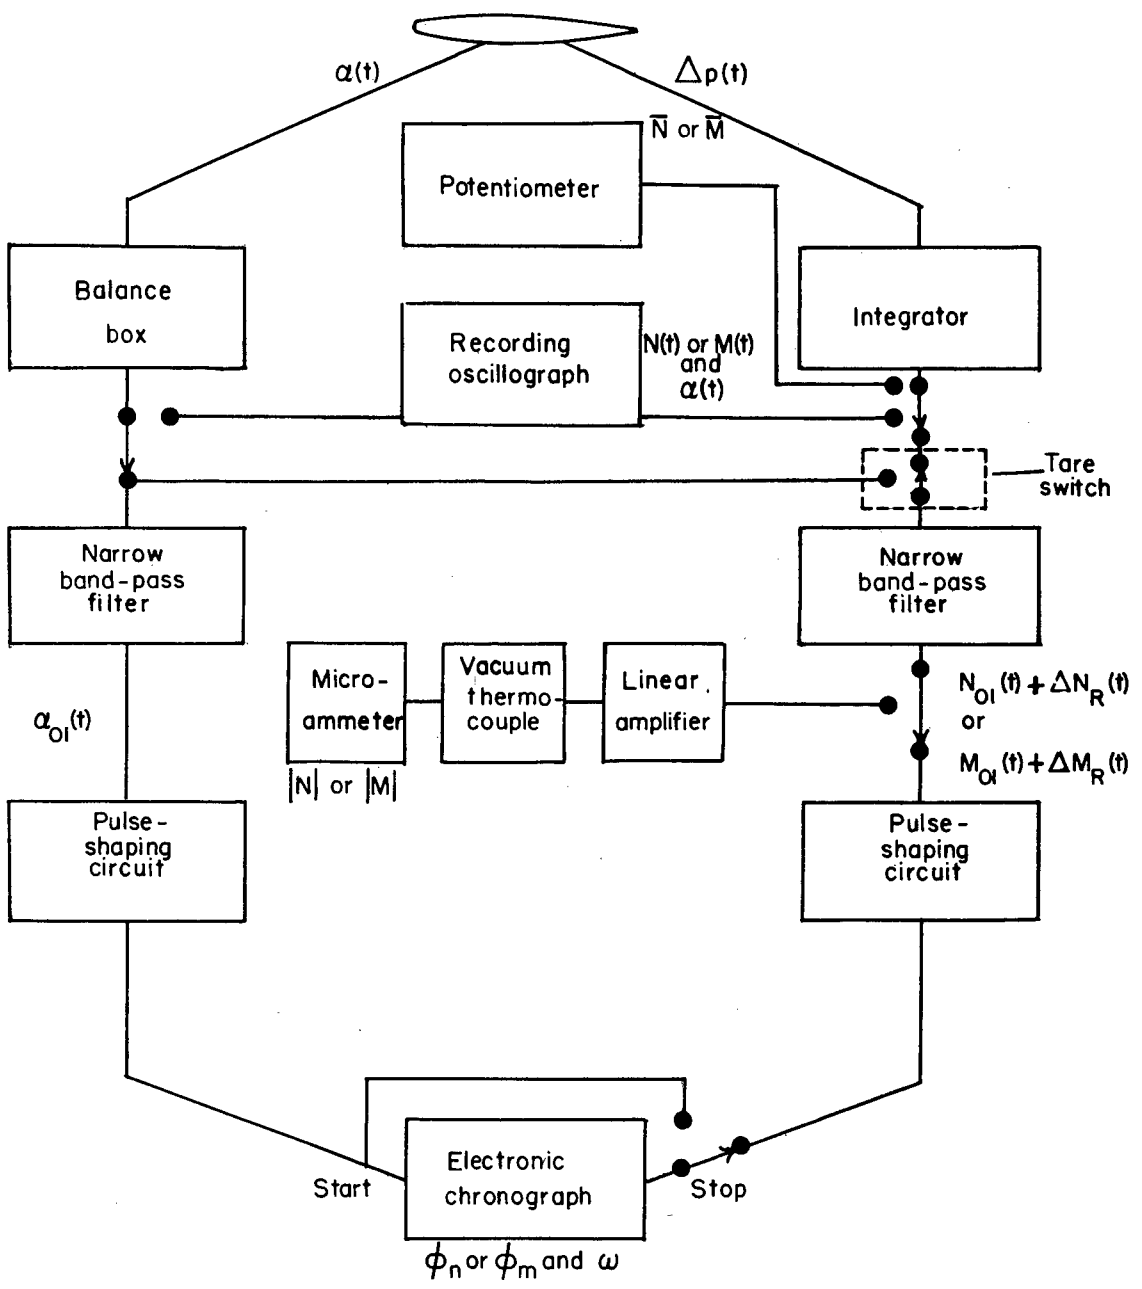 α(t)
Δp(t)
N̄ or M̄
Potentiometer
Balance
box
Integrator
Recording
oscillograph
N(t) or M(t)
and
α(t)
Tare
switch
Narrow
band-pass
filter
Narrow
band-pass
filter
Micro-
ammeter
Vacuum
thermo-
couple
Linear
amplifier
|N| or |M|
α₀₁(t)
N₀₁(t) + ΔN_R(t)
or
M₀₁(t) + ΔM_R(t)
Pulse-
shaping
circuit
Pulse-
shaping
circuit
Start
Electronic
chronograph
Stop
ϕₙ or ϕₘ and ω